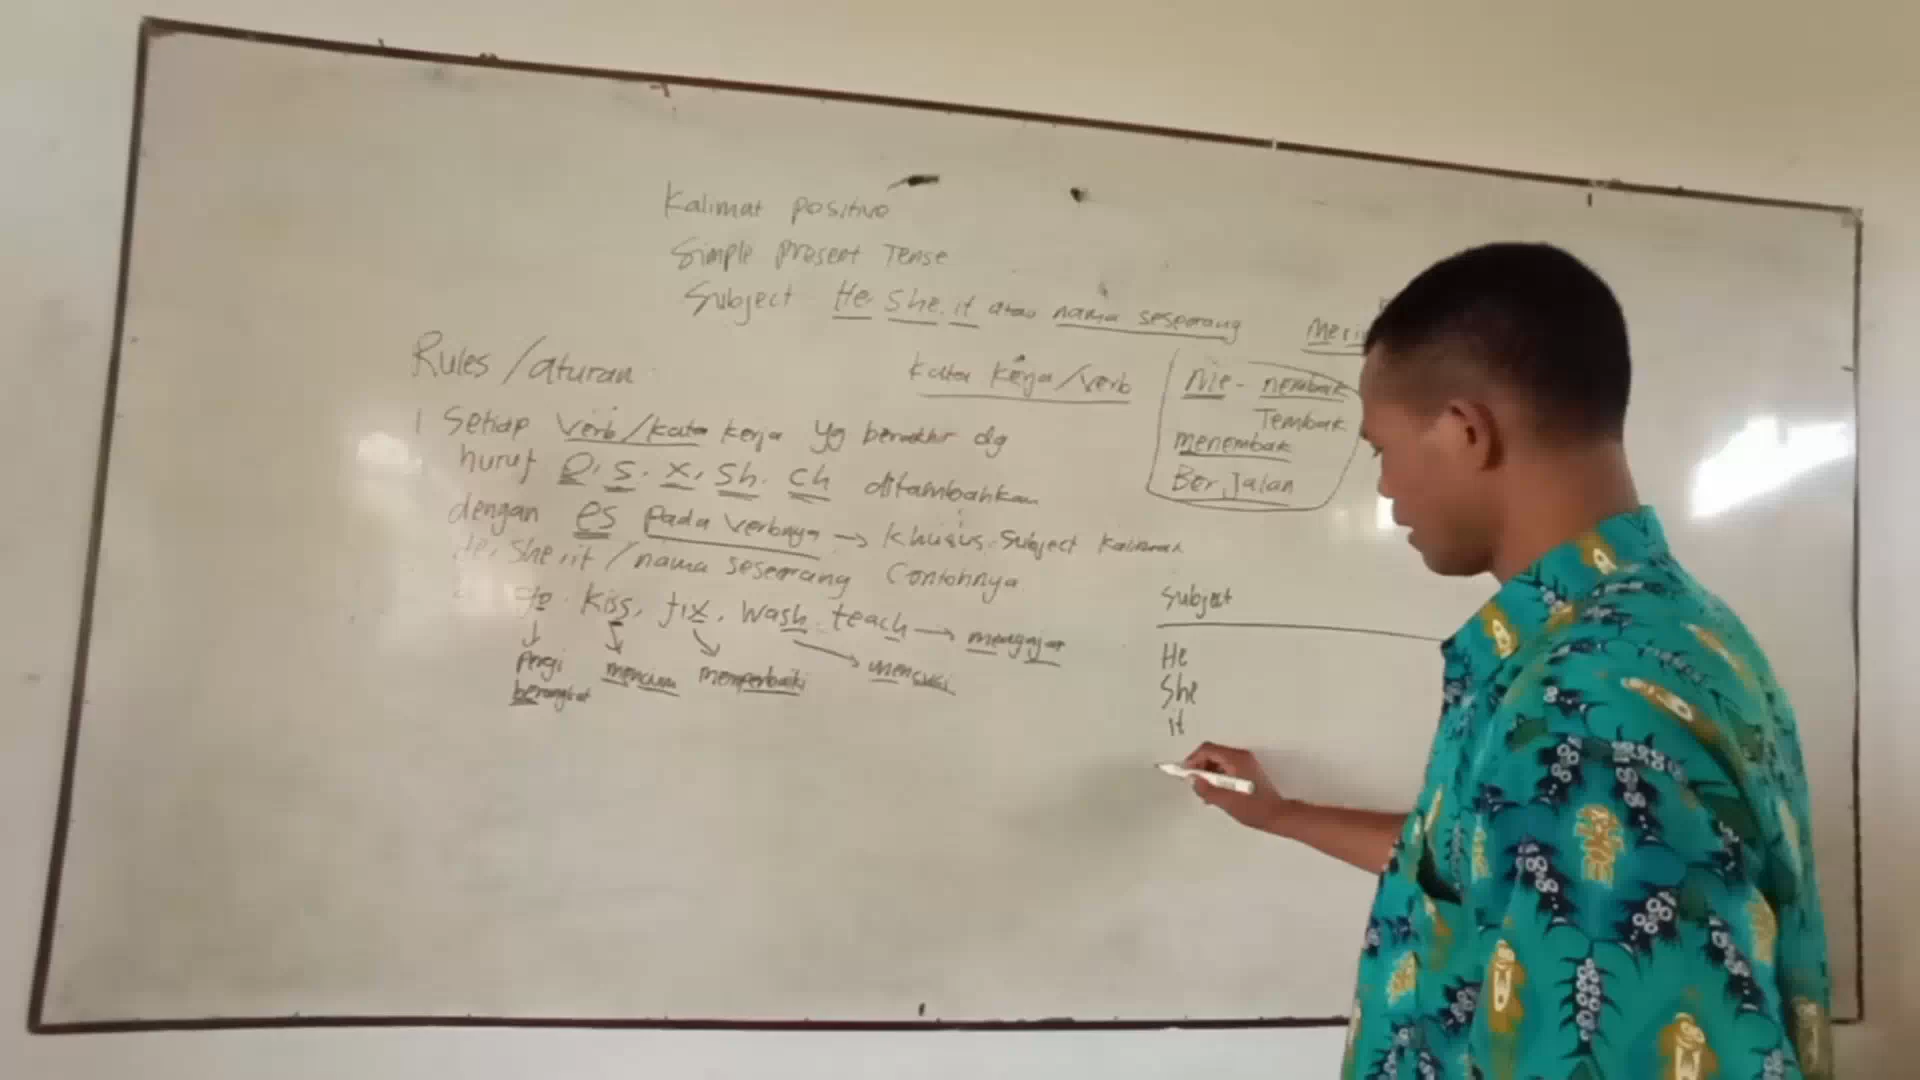 Kalimat positive
Simple present Tense
Subject He, she, it atau nama seseorang
Rules /aturan
Kata Kerja/verb
Me - nembak
Tembak
menembak
BerJalan
1 Setiap verb/kata kerja yg berakhir dg
huruf o, s, x, sh, ch ditambahkan
dengan es pada verbnya → Khusus subject Kalimat
He, she, it / nama seseorang Contohnya
go, kiss, fix, wash, teach → mengajar
Pergi
berangkat
mencium
memperbaiki
mencuci
Subject
He
She
it